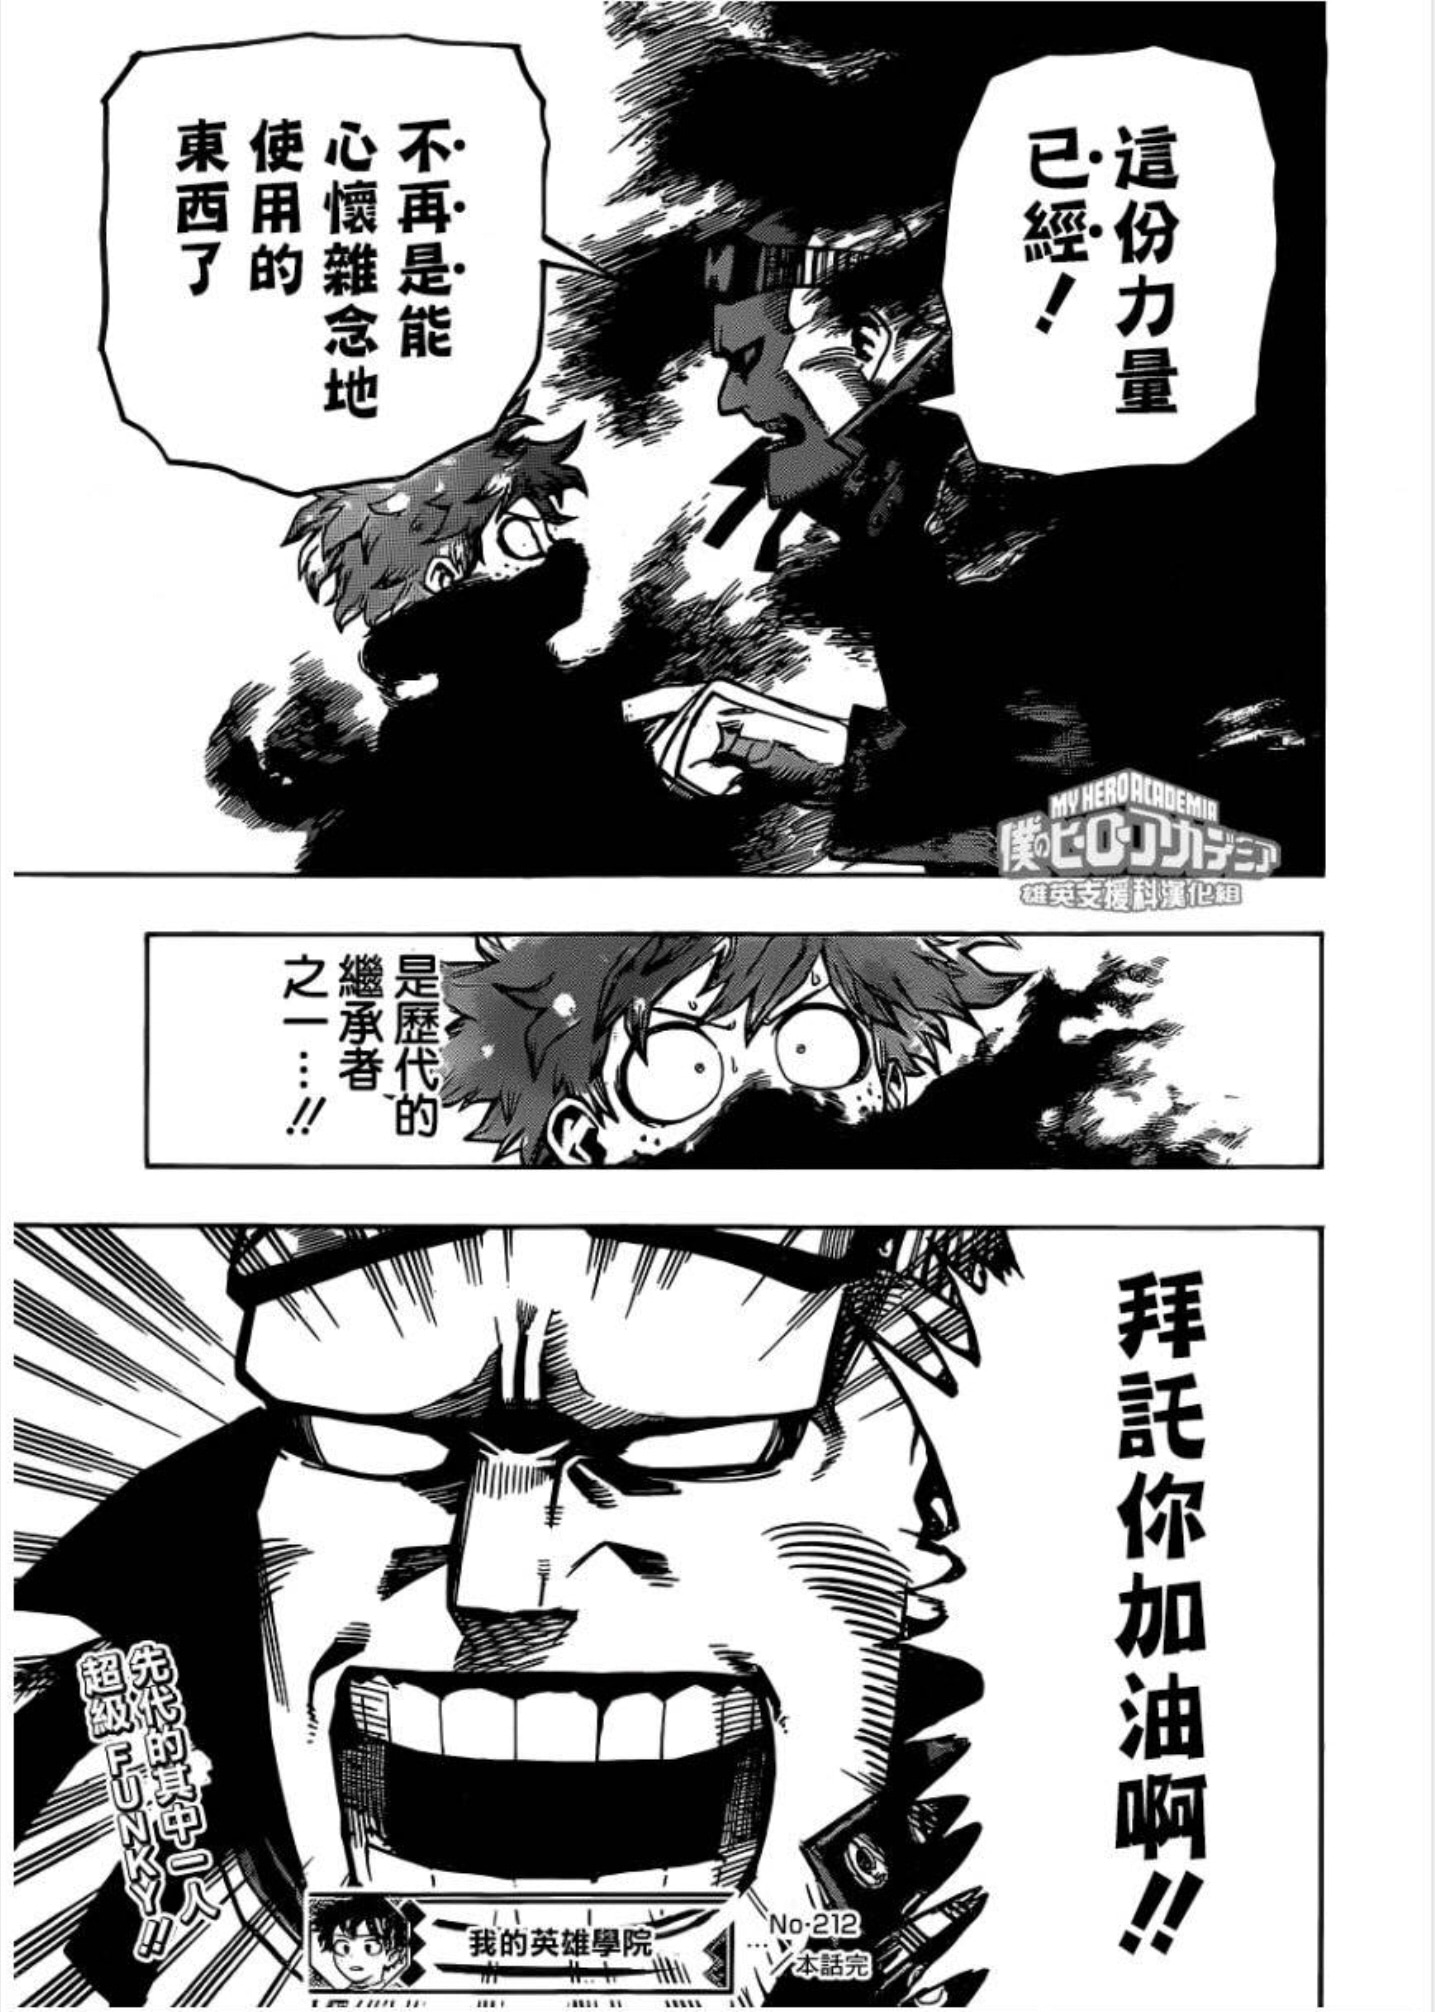 這份力量
已經！
不再是能
心懷雜念地
使用的
東西了
MY HERO ACADEMIA
僕のヒーローアカデミア
雄英支援科漢化組
是歷代的
繼承者
之一…!!
拜託你加油啊!!
先代的其中一人
超級FUNKY!!
我的英雄學院
No.212
…／本話完